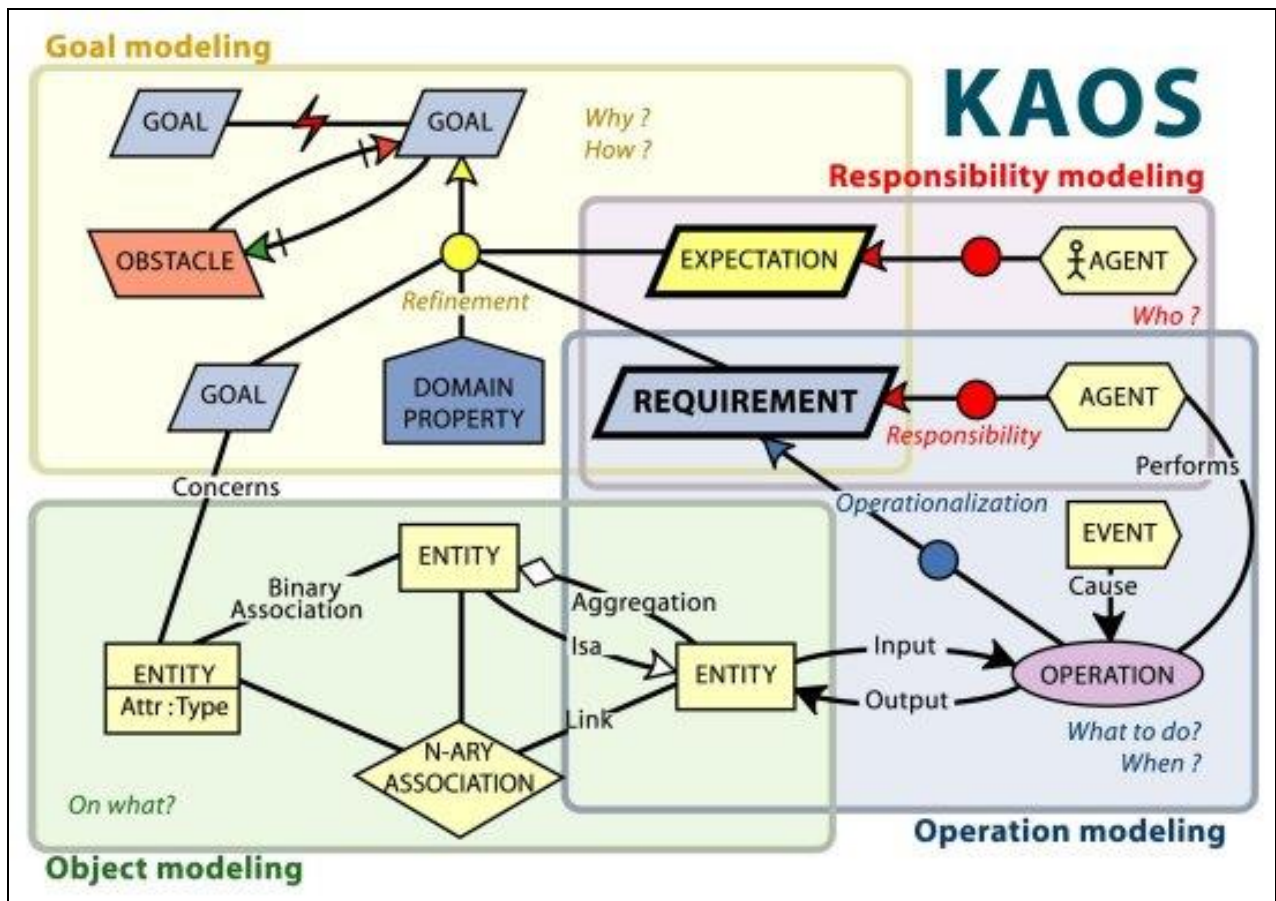 Goal modeling
KAOS
GOAL
GOAL
Why ?
How ?
Responsibility modeling
OBSTACLE
EXPECTATION
AGENT
Refinement
Who ?
GOAL
DOMAIN
PROPERTY
REQUIREMENT
AGENT
Responsibility
Performs
Concerns
Operationalization
EVENT
ENTITY
Cause
Binary
Association
Aggregation
Isa
Input
ENTITY
Attr : Type
ENTITY
OPERATION
Output
Link
N-ARY
ASSOCIATION
What to do?
When ?
On what?
Operation modeling
Object modeling